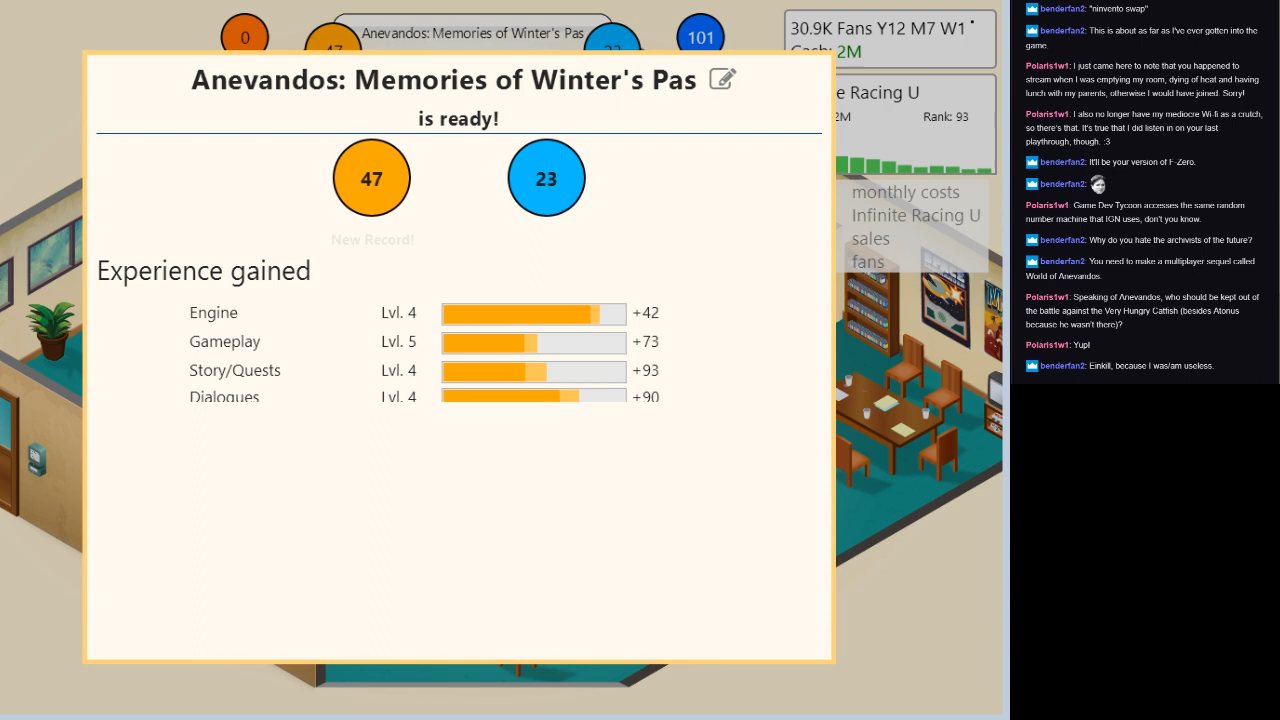 0
47
Anevandos: Memories of Winter's Pas
23
101
30.9K Fans Y12 M7 W1
Cash: 2M
Anevandos: Memories of Winter's Pas
is ready!
47
23
New Record!
Experience gained
Engine Lvl. 4 +42
Gameplay Lvl. 5 +73
Story/Quests Lvl. 4 +93
Dialogues Lvl. 4 +90
e Racing U
2M Rank: 93
monthly costs
Infinite Racing U
sales
fans
benderfan2: "ninvento swap"
benderfan2: This is about as far as I've ever gotten into the
game.
Polaris1w1: I just came here to note that you happened to
stream when I was emptying my room, dying of heat and having
lunch with my parents, otherwise I would have joined. Sorry!
Polaris1w1: I also no longer have my mediocre Wi-fi as a crutch,
so there's that. It's true that I did listen in on your last
playthrough, though. :3
benderfan2: It'll be your version of F-Zero.
benderfan2:
Polaris1w1: Game Dev Tycoon accesses the same random
number machine that IGN uses, don't you know.
benderfan2: Why do you hate the archivists of the future?
benderfan2: You need to make a multiplayer sequel called
World of Anevandos.
Polaris1w1: Speaking of Anevandos, who should be kept out of
the battle against the Very Hungry Catfish (besides Atonus
because he wasn't there)?
Polaris1w1: Yup!
benderfan2: Einkill, because I was/am useless.